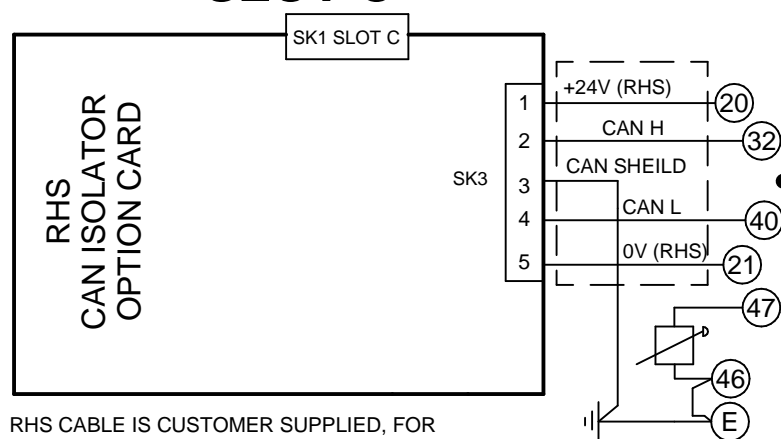 SK1 SLOT C
RHS
CAN ISOLATOR
OPTION CARD
SK3
1
+24V (RHS)
20
2
CAN H
32
3
CAN SHEILD
4
CAN L
40
5
0V (RHS)
21
47
46
E
RHS CABLE IS CUSTOMER SUPPLIED, FOR